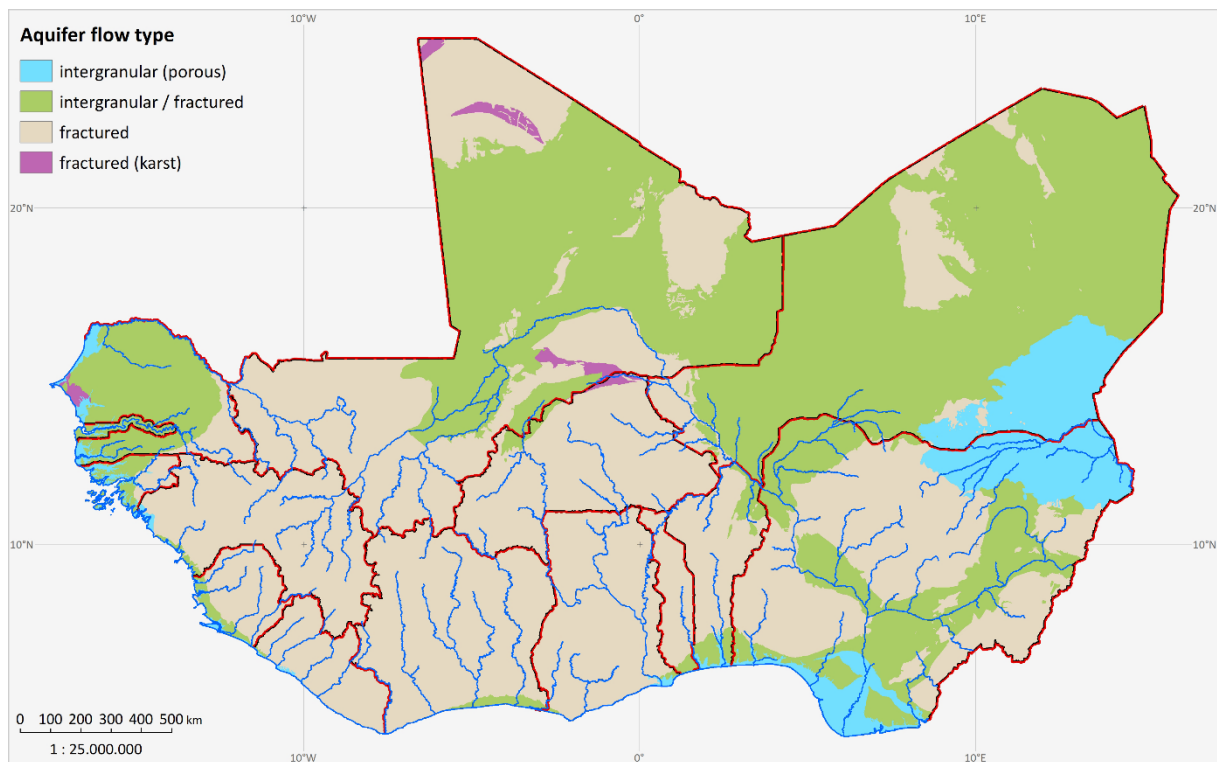 10°W 0° 10°E
Aquifer flow type
intergranular (porous)
intergranular / fractured
fractured
fractured (karst)
20°N 20°N
10°N 10°N
0 100 200 300 400 500 km
1 : 25.000.000
10°W 0° 10°E